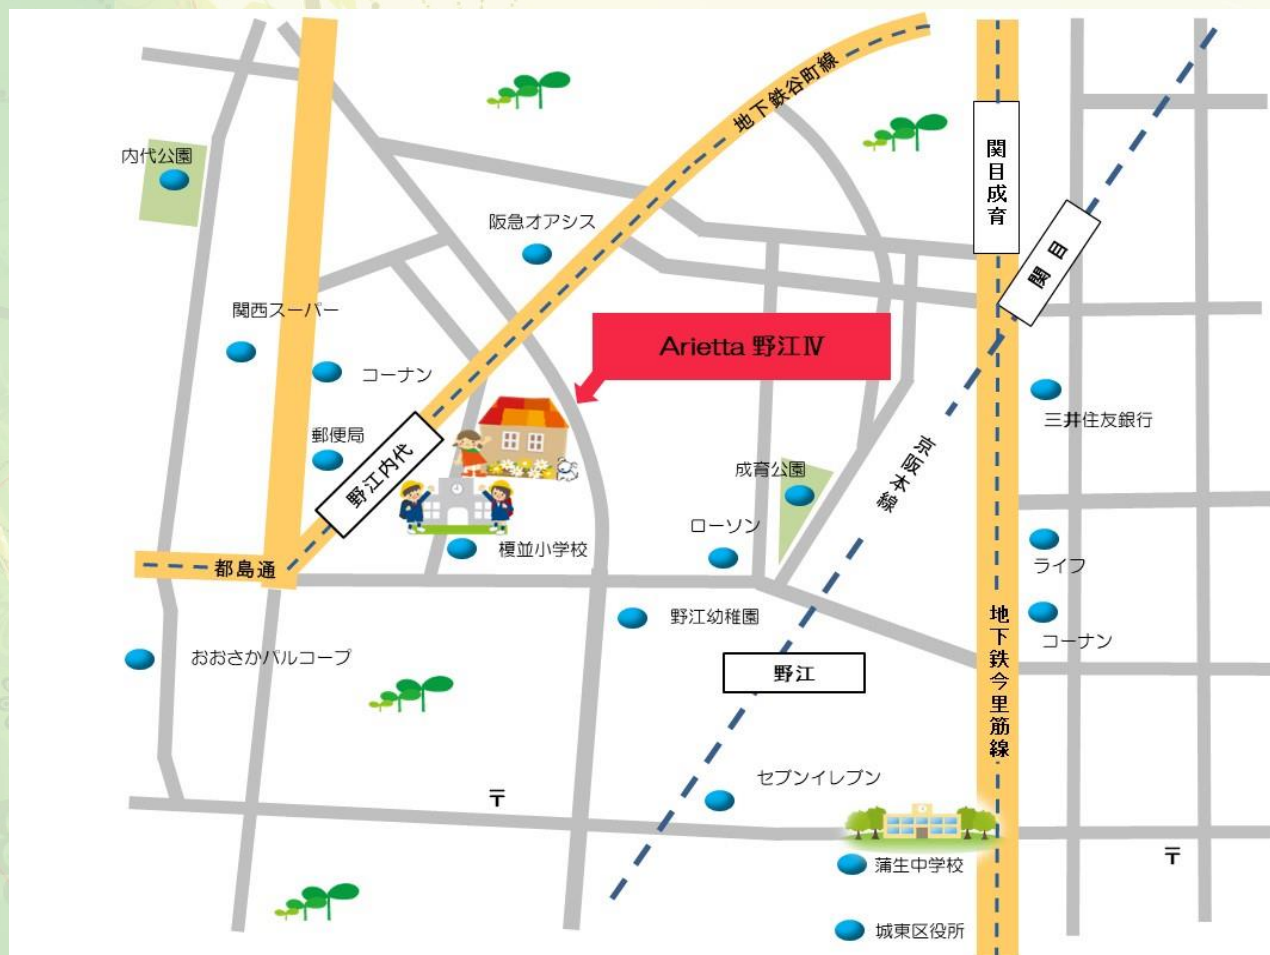 地下鉄谷町線
関目成育
内代公園
阪急オアシス
関目
関西スーパー
Arietta 野江Ⅳ
コーナン
三井住友銀行
郵便局
野江内代
京阪本線
成育公園
ローソン
榎並小学校
ライフ
都島通
野江幼稚園
地下鉄今里筋線
コーナン
おおさかパルコープ
野江
セブンイレブン
〒
〒
蒲生中学校
城東区役所